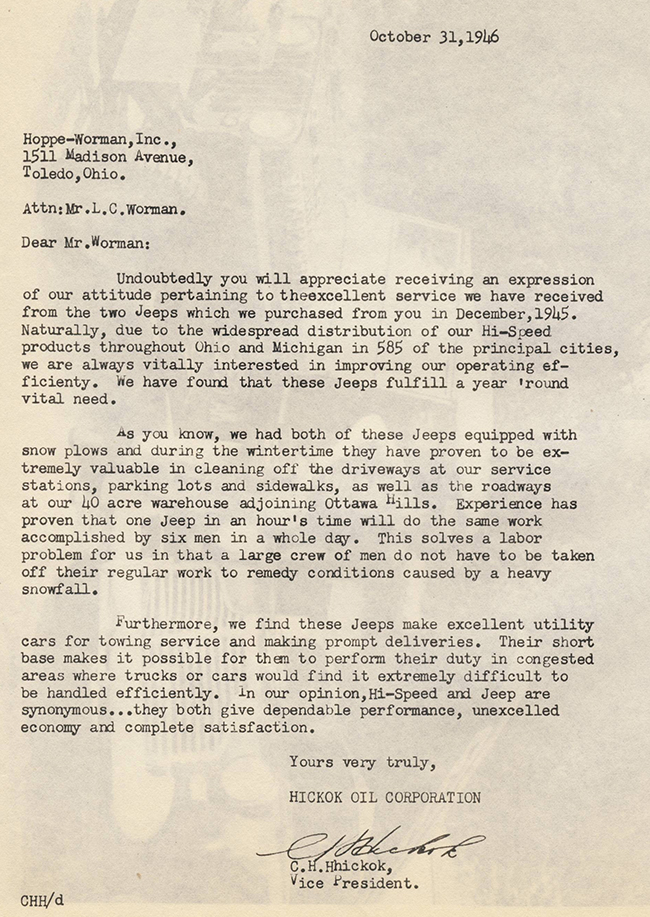 October 31,1946
Hoppe-Worman,Inc.,
1511 Madison Avenue,
Toledo,Ohio.
Attn:Mr.L.C.Worman.
Dear Mr.Worman:
Undoubtedly you will appreciate receiving an expression
of our attitude pertaining to theexcellent service we have received
from the two Jeeps which we purchased from you in December,1945.
Naturally, due to the widespread distribution of our Hi-Speed
products throughout Ohio and Michigan in 585 of the principal cities,
we are always vitally interested in improving our operating ef-
ficienty. We have found that these Jeeps fulfill a year 'round
vital need.
As you know, we had both of these Jeeps equipped with
snow plows and during the wintertime they have proven to be ex-
tremely valuable in cleaning off the driveways at our service
stations, parking lots and sidewalks, as well as the roadways
at our 40 acre warehouse adjoining Ottawa Hills. Experience has
proven that one Jeep in an hour's time will do the same work
accomplished by six men in a whole day. This solves a labor
problem for us in that a large crew of men do not have to be taken
off their regular work to remedy conditions caused by a heavy
snowfall.
Furthermore, we find these Jeeps make excellent utility
cars for towing service and making prompt deliveries. Their short
base makes it possible for them to perform their duty in congested
areas where trucks or cars would find it extremely difficult to
be handled efficiently. In our opinion,Hi-Speed and Jeep are
synonymous...they both give dependable performance, unexcelled
economy and complete satisfaction.
Yours very truly,
HICKOK OIL CORPORATION
C H Hickok
C.H.Hhickok,
Vice President.
CHH/d